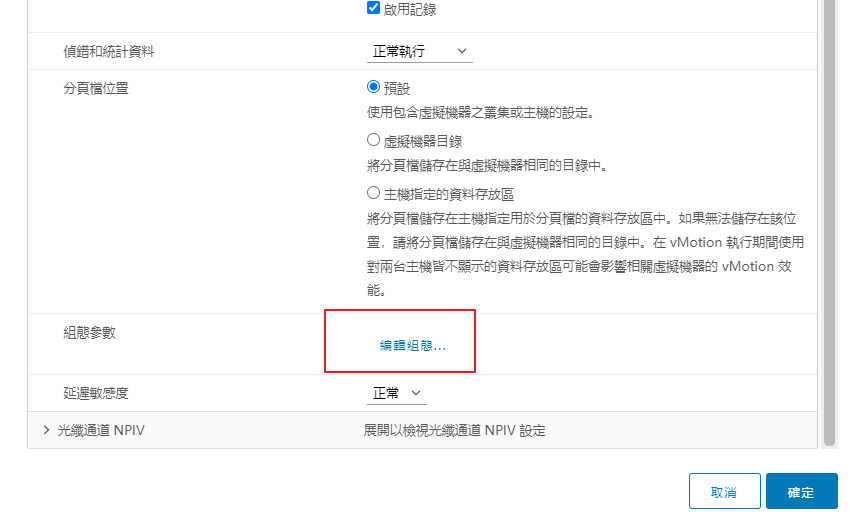 啟用記錄
偵錯和統計資料
正常執行
分頁檔位置
預設
使用包含虛擬機器之叢集或主機的設定。
虛擬機器目錄
將分頁檔儲存在與虛擬機器相同的目錄中。
主機指定的資料存放區
將分頁檔儲存在主機指定用於分頁檔的資料存放區中。如果無法儲存在該位
置，請將分頁檔儲存在與虛擬機器相同的目錄中。在 vMotion 執行期間使用
對兩台主機皆不顯示的資料存放區可能會影響相關虛擬機器的 vMotion 效
能。
組態參數
編輯組態...
延遲敏感度
正常
光纖通道 NPIV
展開以檢視光纖通道 NPIV 設定
取消
確定